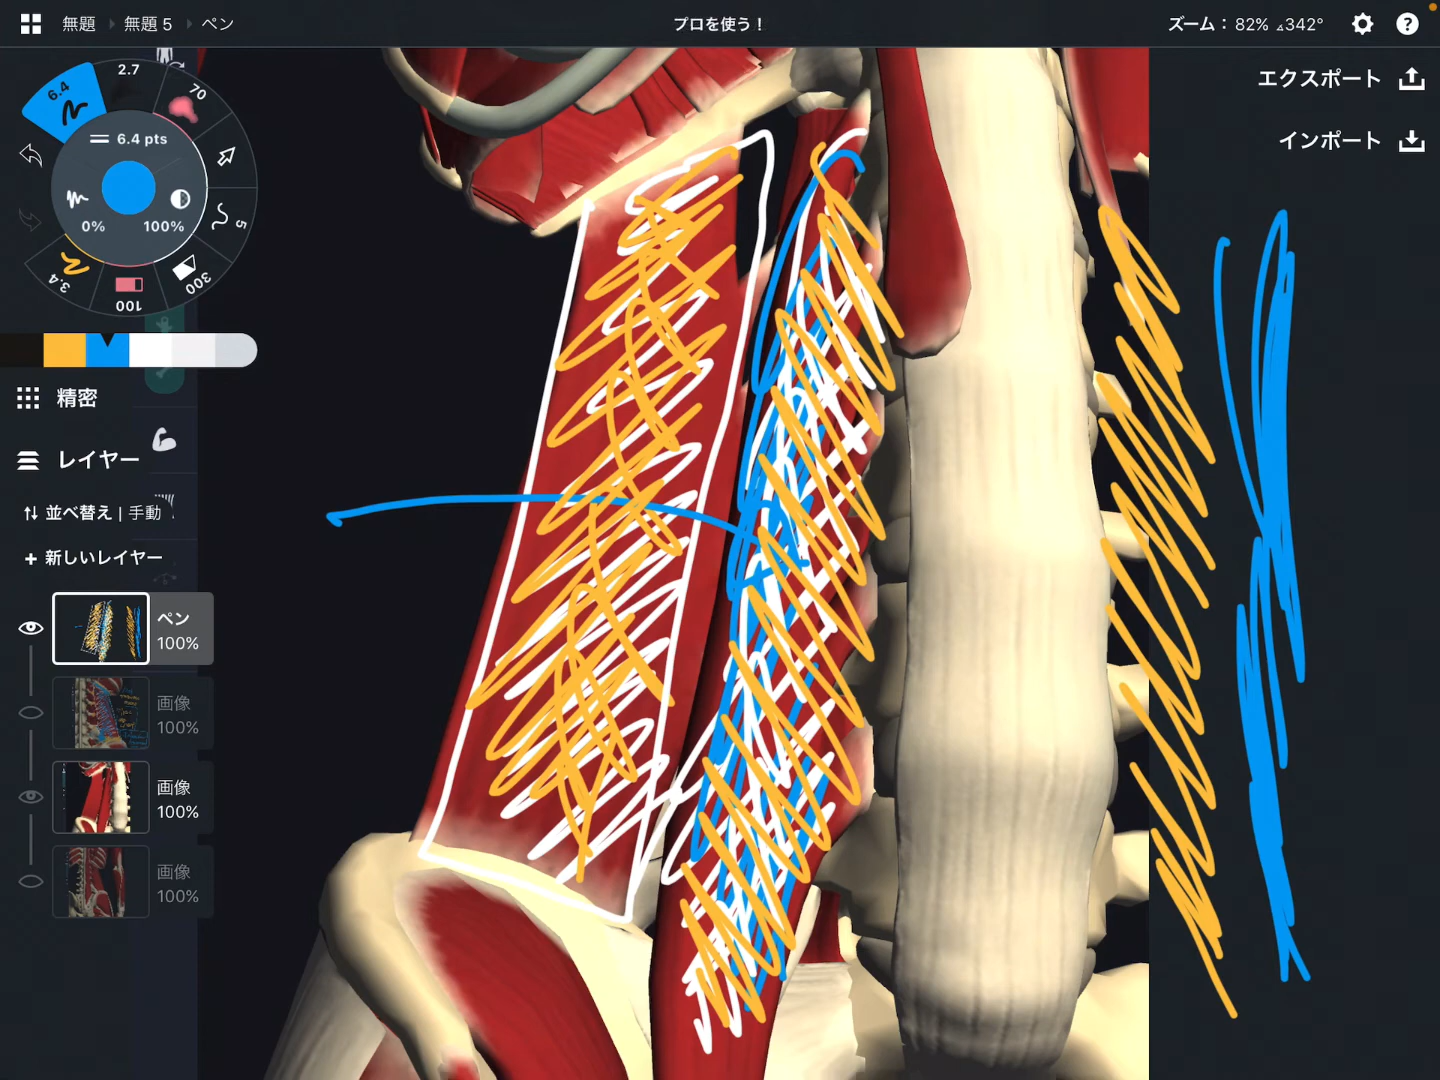 無題 無題 5 ペン
プロを使う！
ズーム： 82% ⊿342°
エクスポート
インポート
2.7
6.4
70
6.4 pts
0%
100%
5
3.4
100
300
精密
レイヤー
並べ替え | 手動
+ 新しいレイヤー
ペン
100%
画像
100%
画像
100%
画像
100%